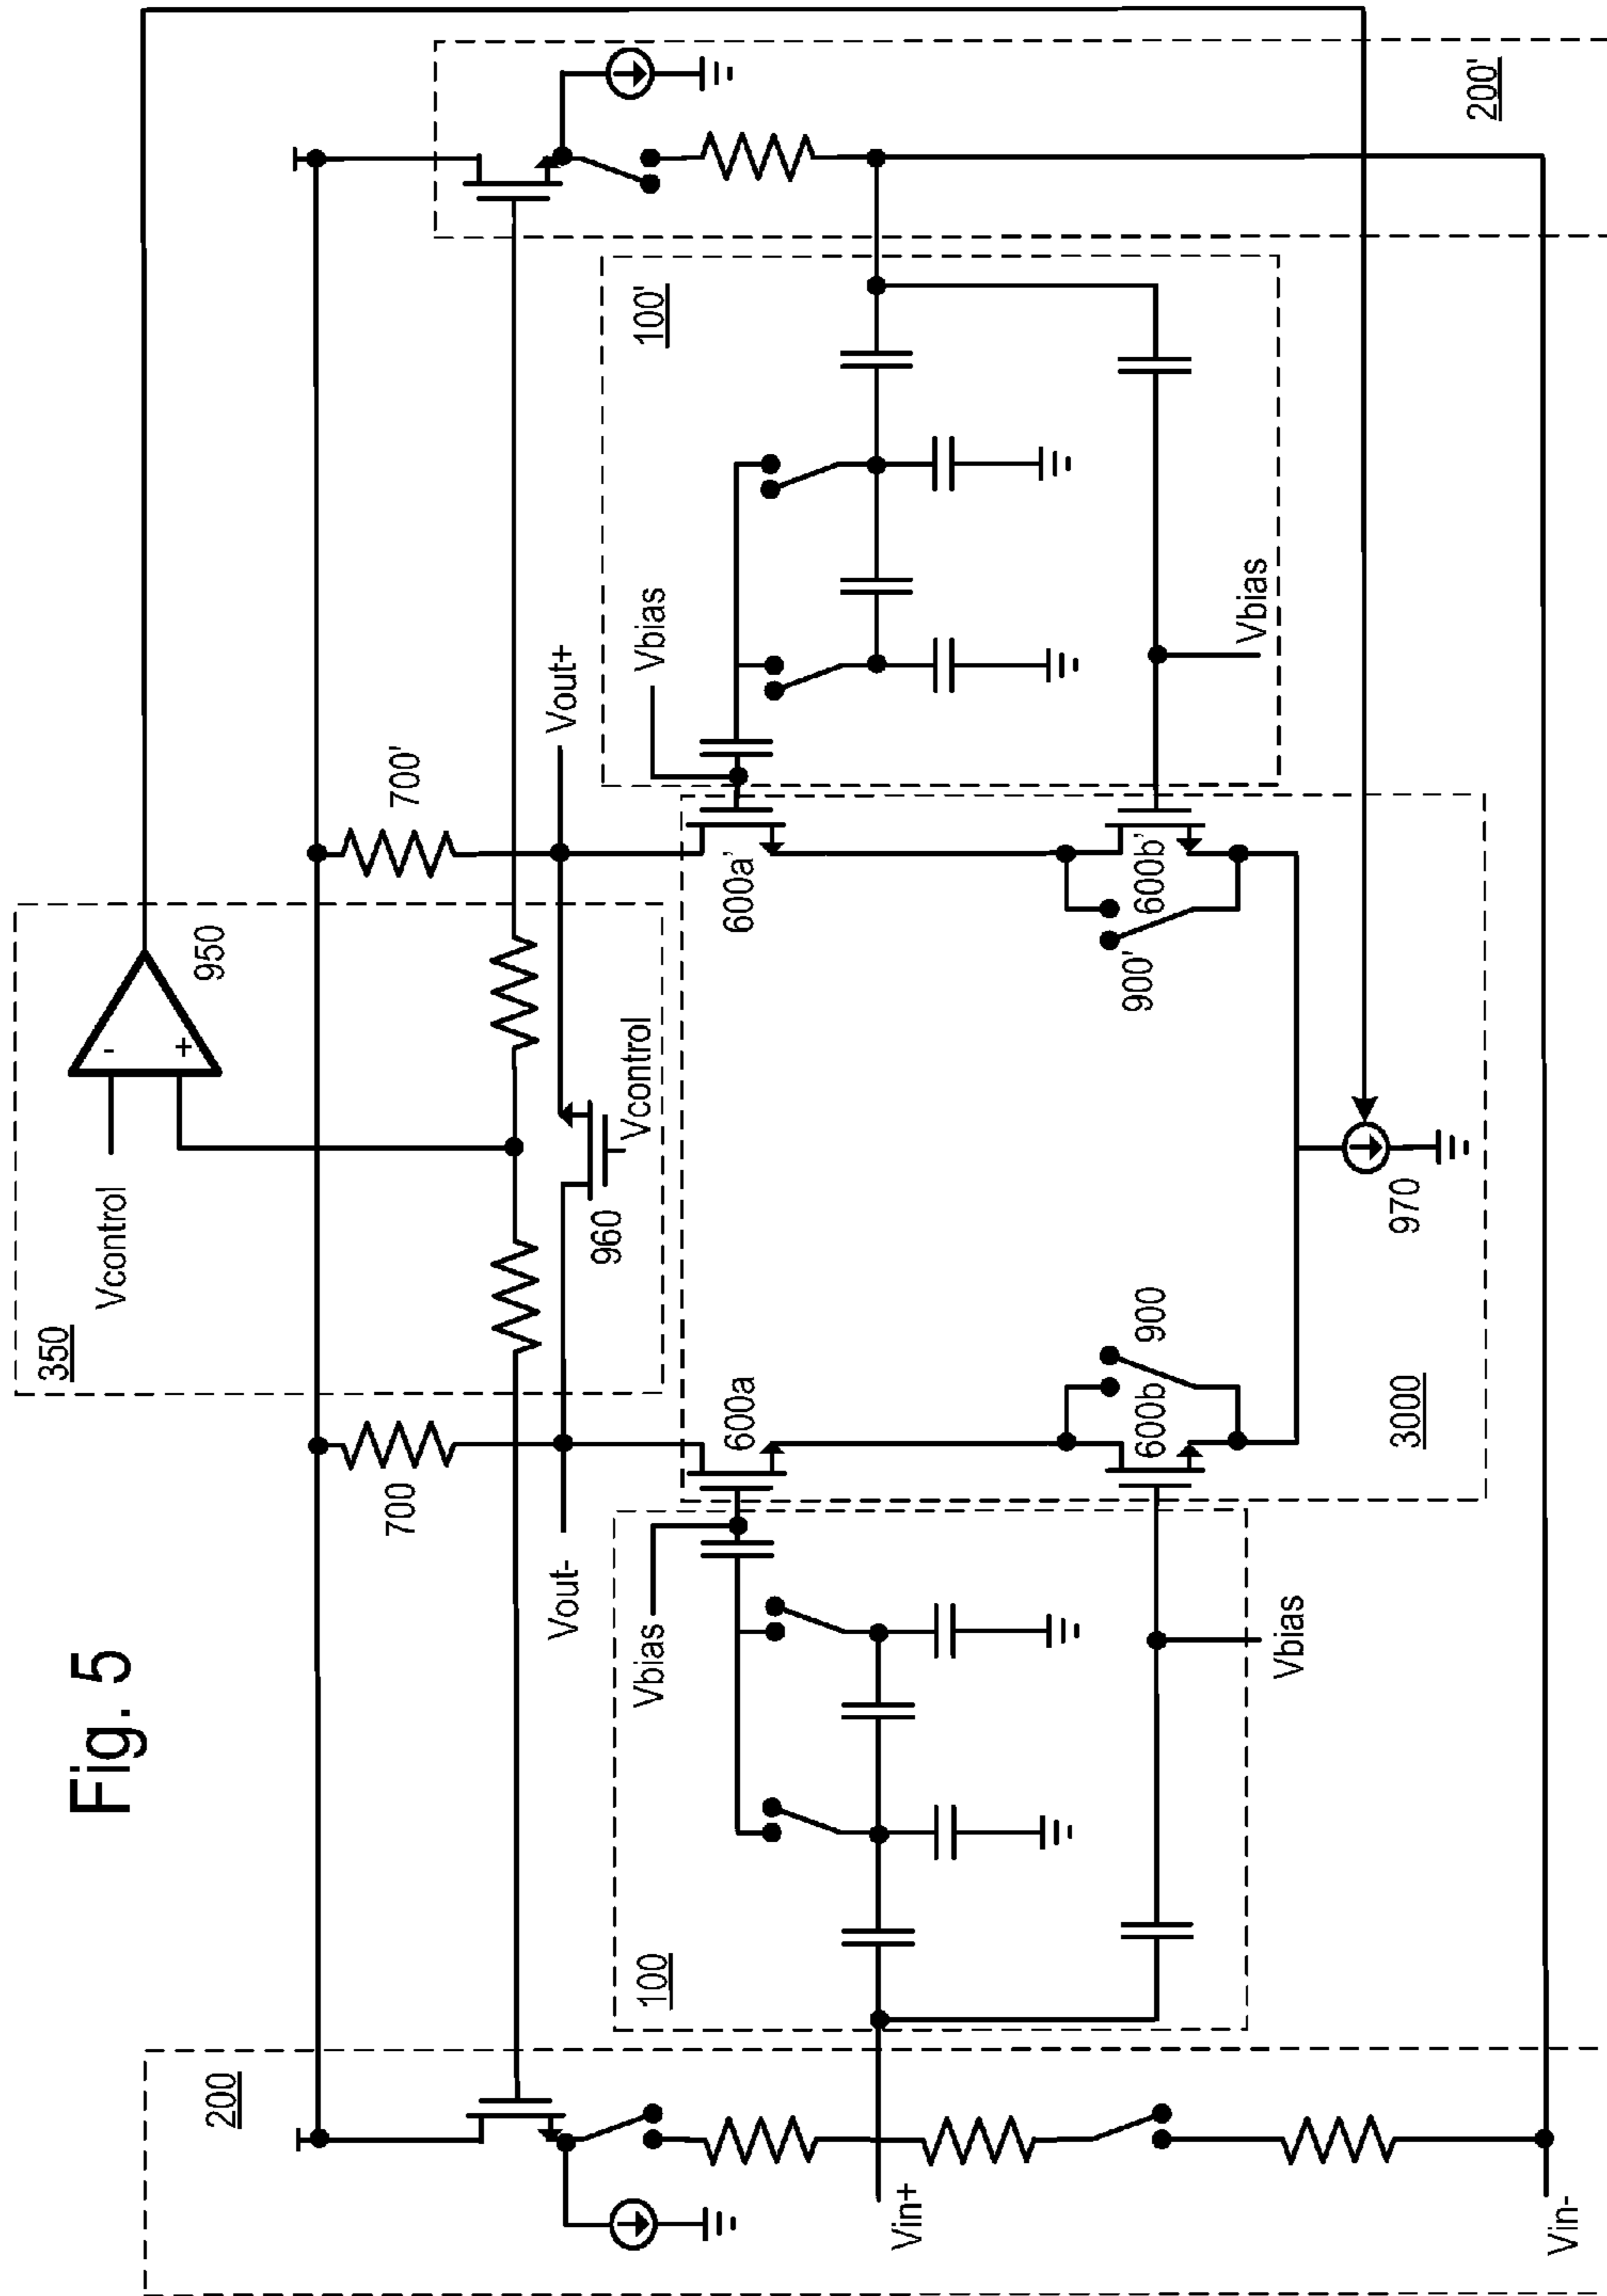 Fig. 5
350
Vcontrol
-
+
950
200
200'
700
700'
Vout-
Vout+
960
Vcontrol
Vbias
Vbias
100
100'
600a
600a'
Vin+
900
900'
600b
600b'
Vbias
Vbias
3000
970
Vin-